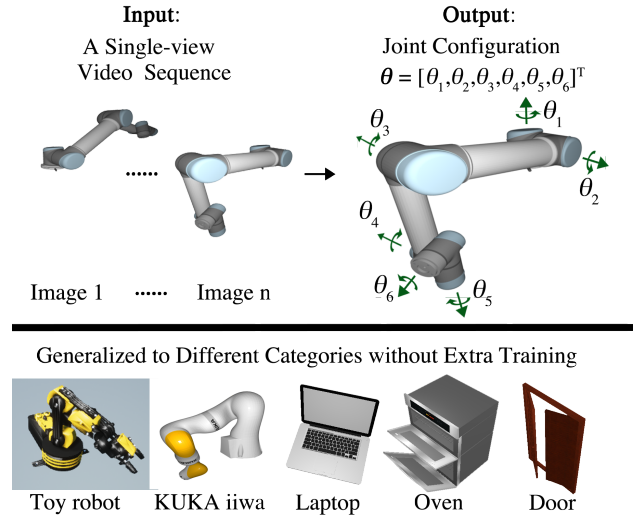 Input:
A Single-view
Video Sequence
Image 1 ...... Image n
Output:
Joint Configuration
θ = [θ₁,θ₂,θ₃,θ₄,θ₅,θ₆]ᵀ
θ₁
θ₂
θ₃
θ₄
θ₅
θ₆
Generalized to Different Categories without Extra Training
Toy robot
KUKA iiwa
Laptop
Oven
Door